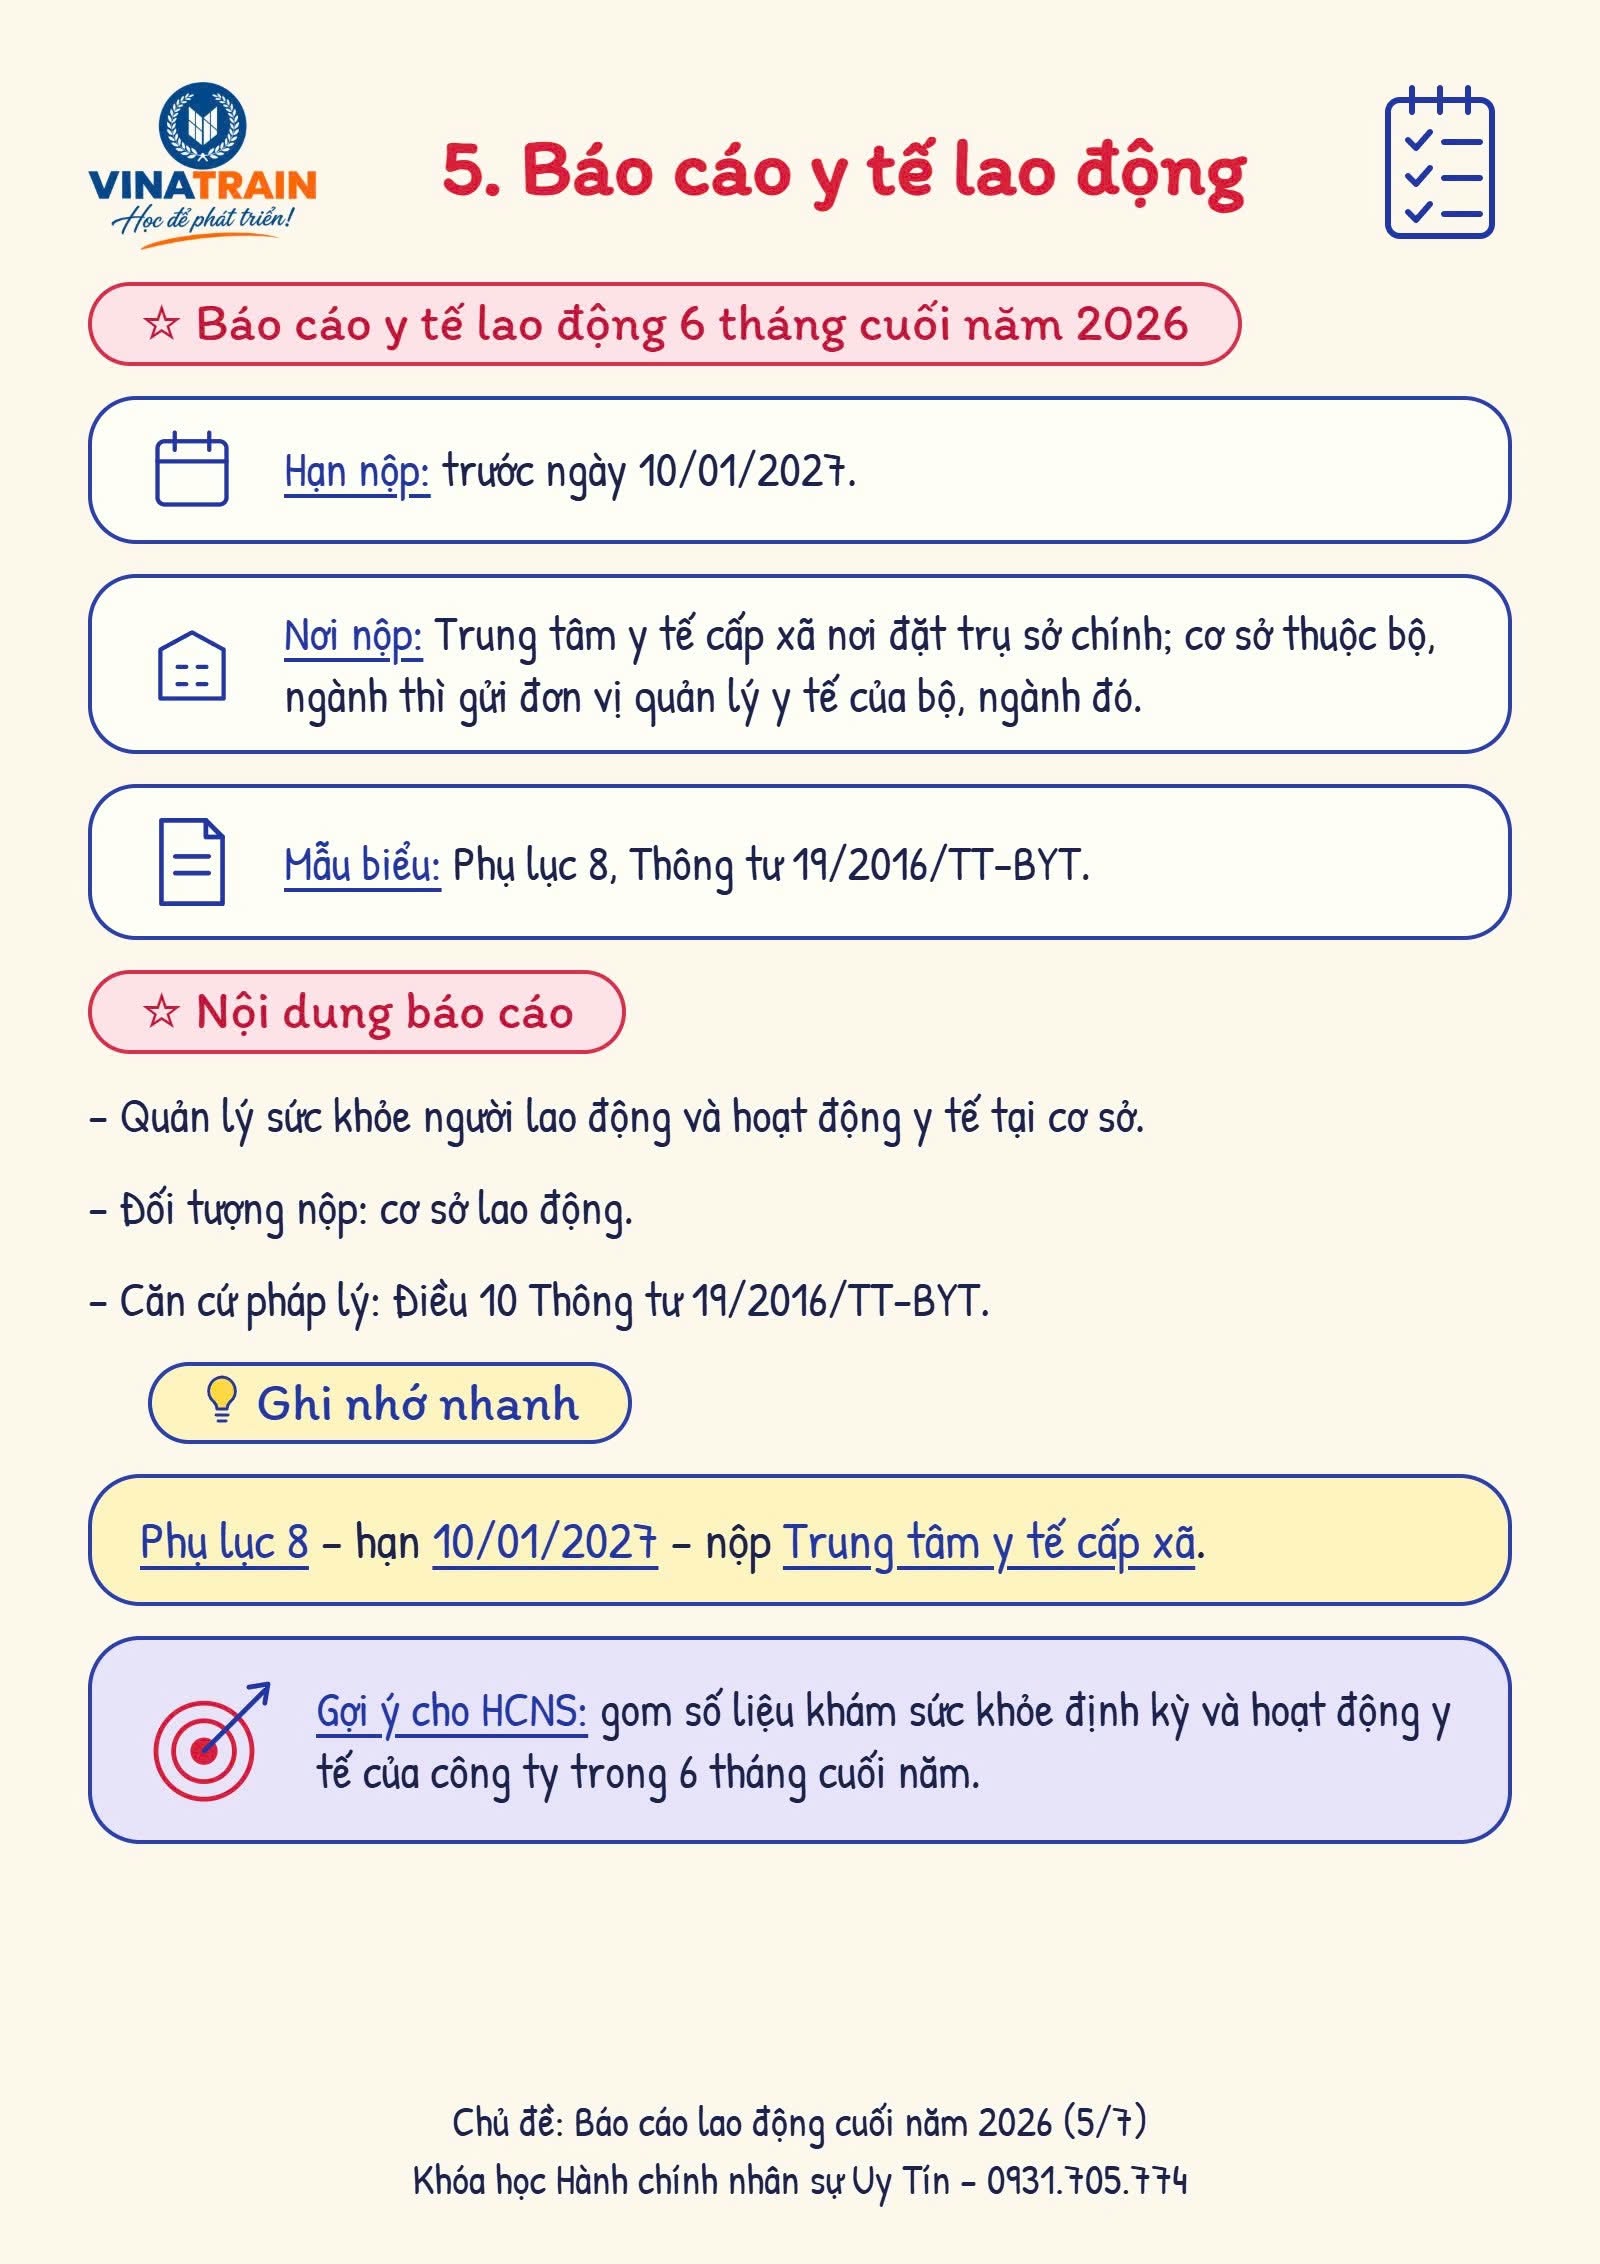 VINATRAIN
Học để phát triển!
5. Báo cáo y tế lao động
☆ Báo cáo y tế lao động 6 tháng cuối năm 2026
Hạn nộp: trước ngày 10/01/2027.
Nơi nộp: Trung tâm y tế cấp xã nơi đặt trụ sở chính; cơ sở thuộc bộ,
ngành thì gửi đơn vị quản lý y tế của bộ, ngành đó.
Mẫu biểu: Phụ lục 8, Thông tư 19/2016/TT-BYT.
☆ Nội dung báo cáo
– Quản lý sức khỏe người lao động và hoạt động y tế tại cơ sở.
– Đối tượng nộp: cơ sở lao động.
– Căn cứ pháp lý: Điều 10 Thông tư 19/2016/TT-BYT.
Ghi nhớ nhanh
Phụ lục 8 – hạn 10/01/2027 – nộp Trung tâm y tế cấp xã.
Gợi ý cho HCNS: gom số liệu khám sức khỏe định kỳ và hoạt động y
tế của công ty trong 6 tháng cuối năm.
Chủ đề: Báo cáo lao động cuối năm 2026 (5/7)
Khóa học Hành chính nhân sự Uy Tín – 0931.705.774